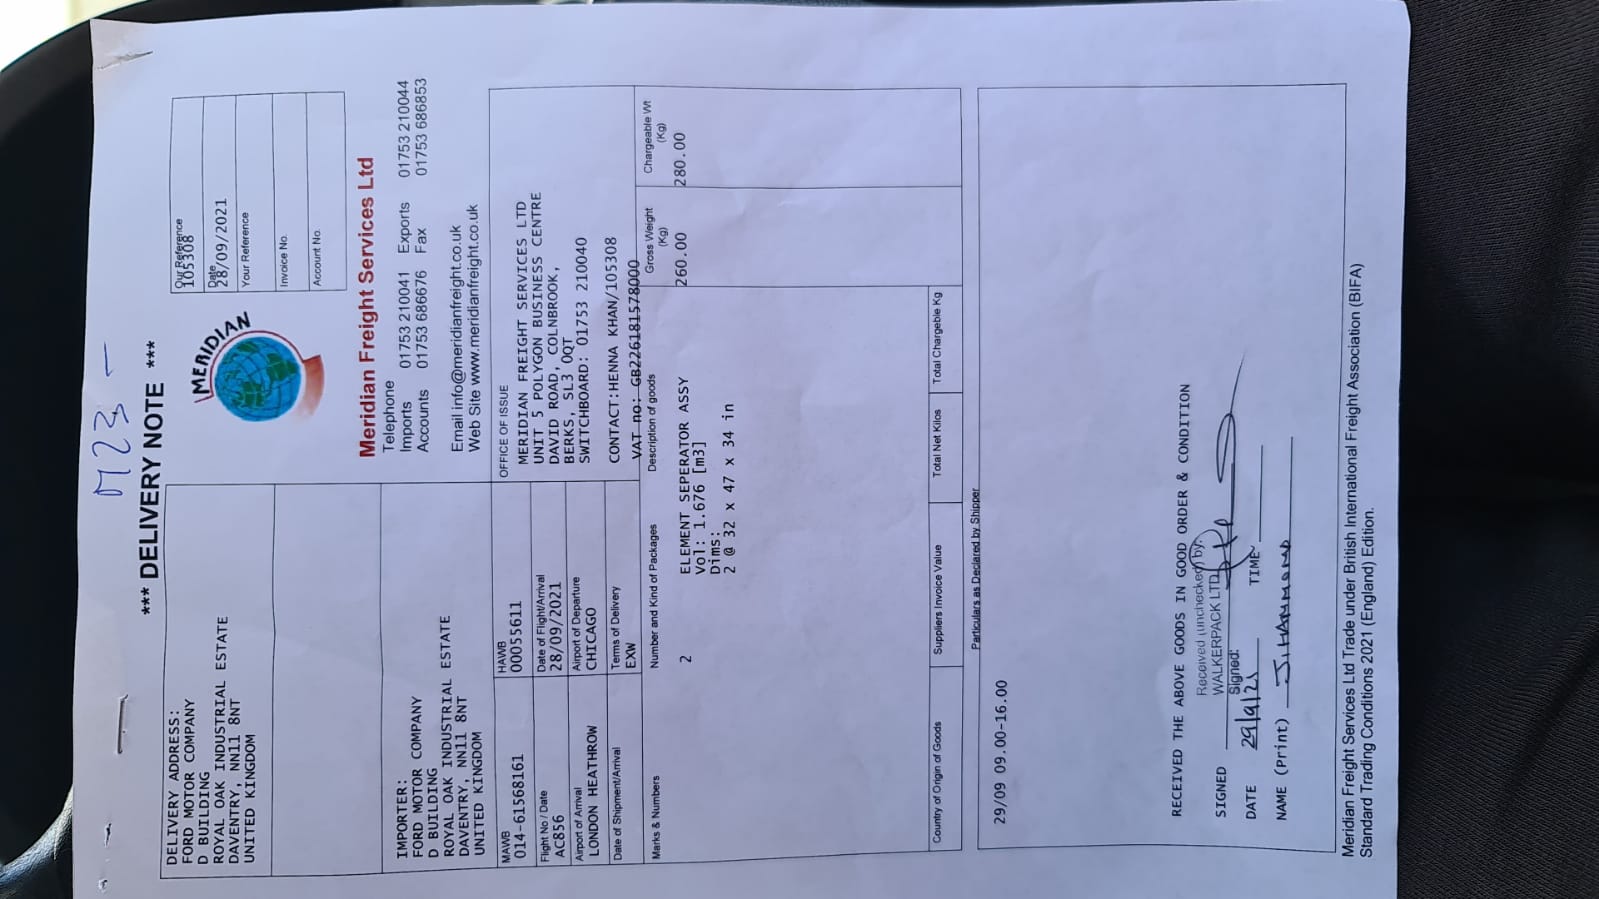 M23 -
*** DELIVERY NOTE ***
DELIVERY ADDRESS:
FORD MOTOR COMPANY
D BUILDING
ROYAL OAK INDUSTRIAL ESTATE
DAVENTRY, NN11 8NT
UNITED KINGDOM
MERIDIAN
Our Reference
105308
Date
28/09/2021
Your Reference
Invoice No.
Account No.
Meridian Freight Services Ltd
Telephone
Imports 01753 210041 Exports 01753 210044
Accounts 01753 686676 Fax 01753 686853
Email info@meridianfreight.co.uk
Web Site www.meridianfreight.co.uk
IMPORTER:
FORD MOTOR COMPANY
D BUILDING
ROYAL OAK INDUSTRIAL ESTATE
DAVENTRY, NN11 8NT
UNITED KINGDOM
MAWB
014-61568161
HAWB
00055611
Flight No / Date
AC856
Date of Flight/Arrival
28/09/2021
Airport of Arrival
LONDON HEATHROW
Airport of Departure
CHICAGO
Date of Shipment/Arrival
Terms of Delivery
EXW
OFFICE OF ISSUE
MERIDIAN FREIGHT SERVICES LTD
UNIT 5 POLYGON BUSINESS CENTRE
DAVID ROAD, COLNBROOK,
BERKS, SL3 0QT
SWITCHBOARD: 01753 210040
CONTACT:HENNA KHAN/105308
VAT no: GB226181578000
Marks & Numbers
Number and Kind of Packages
Description of goods
Gross Weight (Kg)
Chargeable Wt (Kg)
2 ELEMENT SEPERATOR ASSY 260.00 280.00
Vol: 1.676 [m3]
Dims:
2 @ 32 x 47 x 34 in
Country of Origin of Goods
Suppliers Invoice Value
Total Net Kilos
Total Chargeable Kg
Particulars as Declared by Shipper
29/09 09.00-16.00
RECEIVED THE ABOVE GOODS IN GOOD ORDER & CONDITION
Received (unchecked) by:
WALKERPACK LTD
SIGNED
Signed:
DATE 29/9/21 TIME
NAME (Print) J. HAMMOND
Meridian Freight Services Ltd Trade under British International Freight Association (BIFA)
Standard Trading Conditions 2021 (England) Edition.